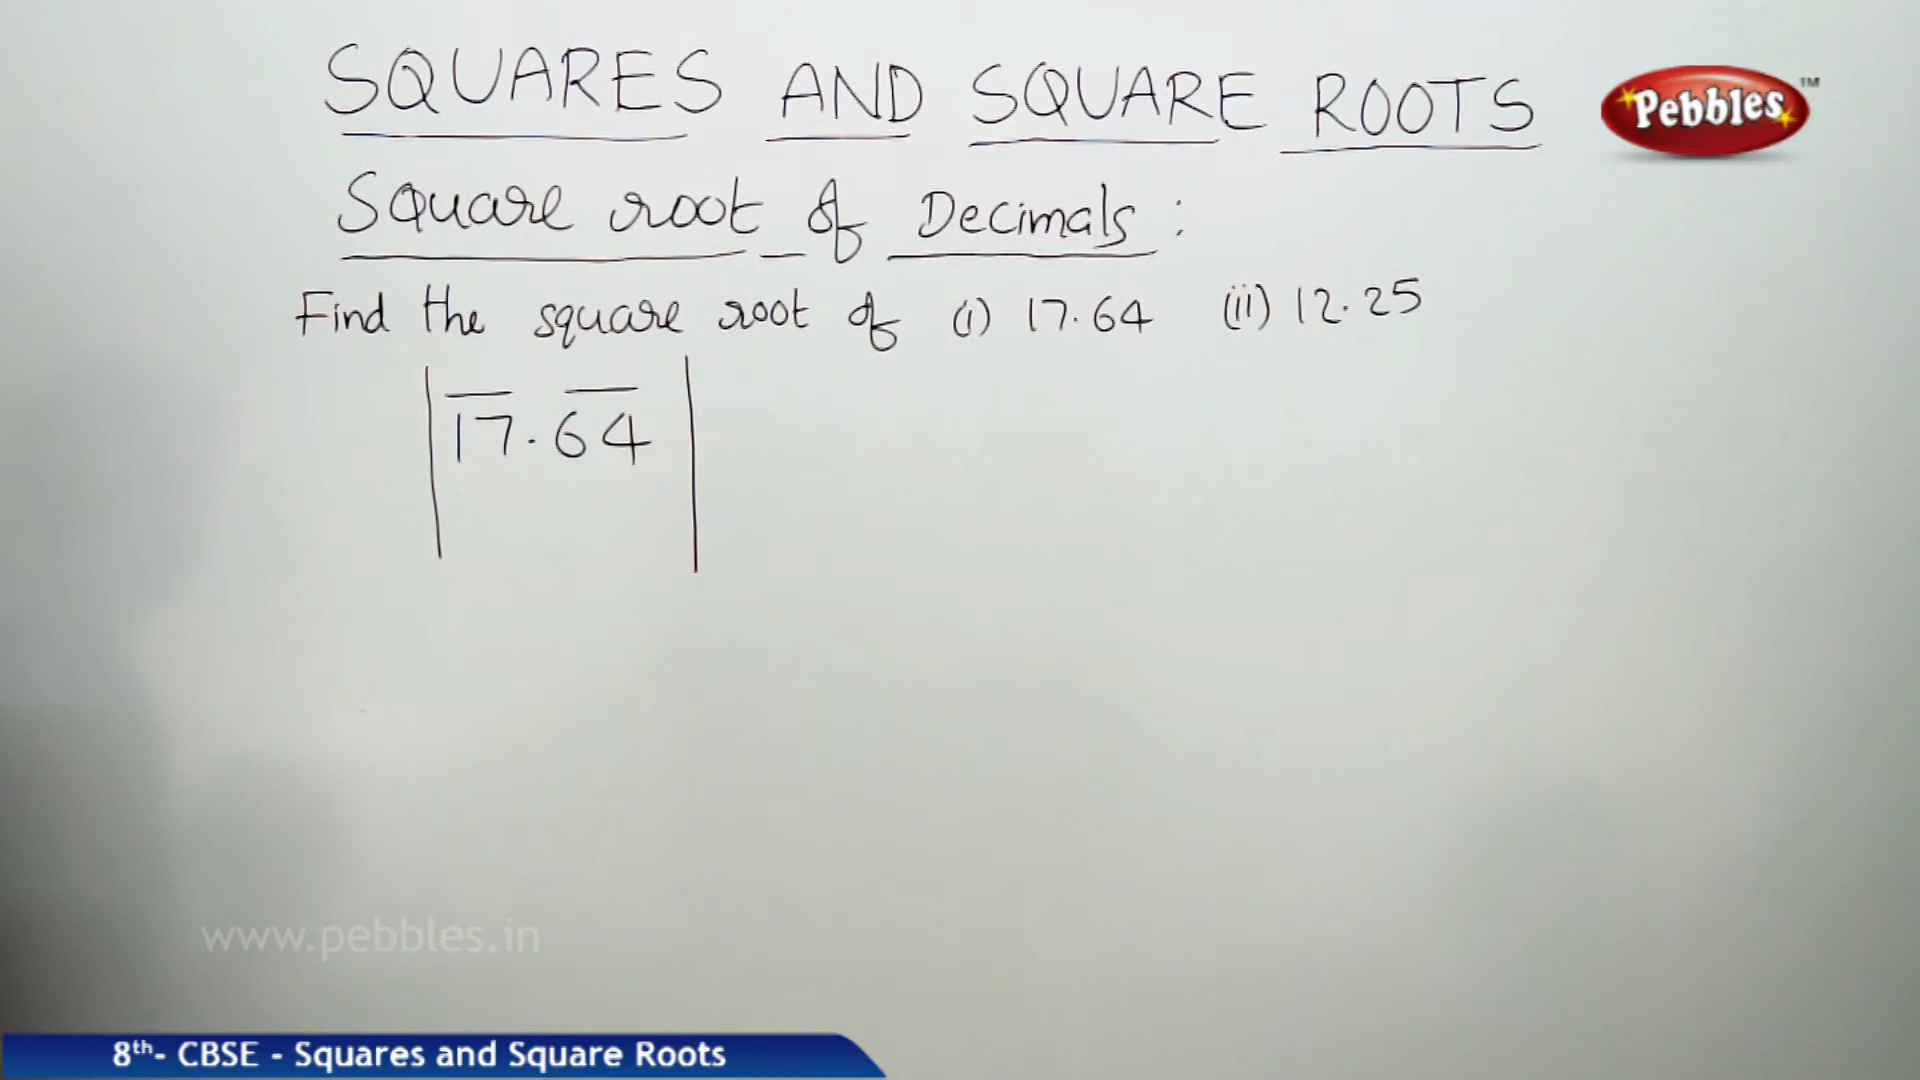 SQUARES AND SQUARE ROOTS
Pebbles™
Square root of Decimals :
Find the square root of (i) 17.64 (ii) 12.25
17.64
www.pebbles.in
8th- CBSE - Squares and Square Roots